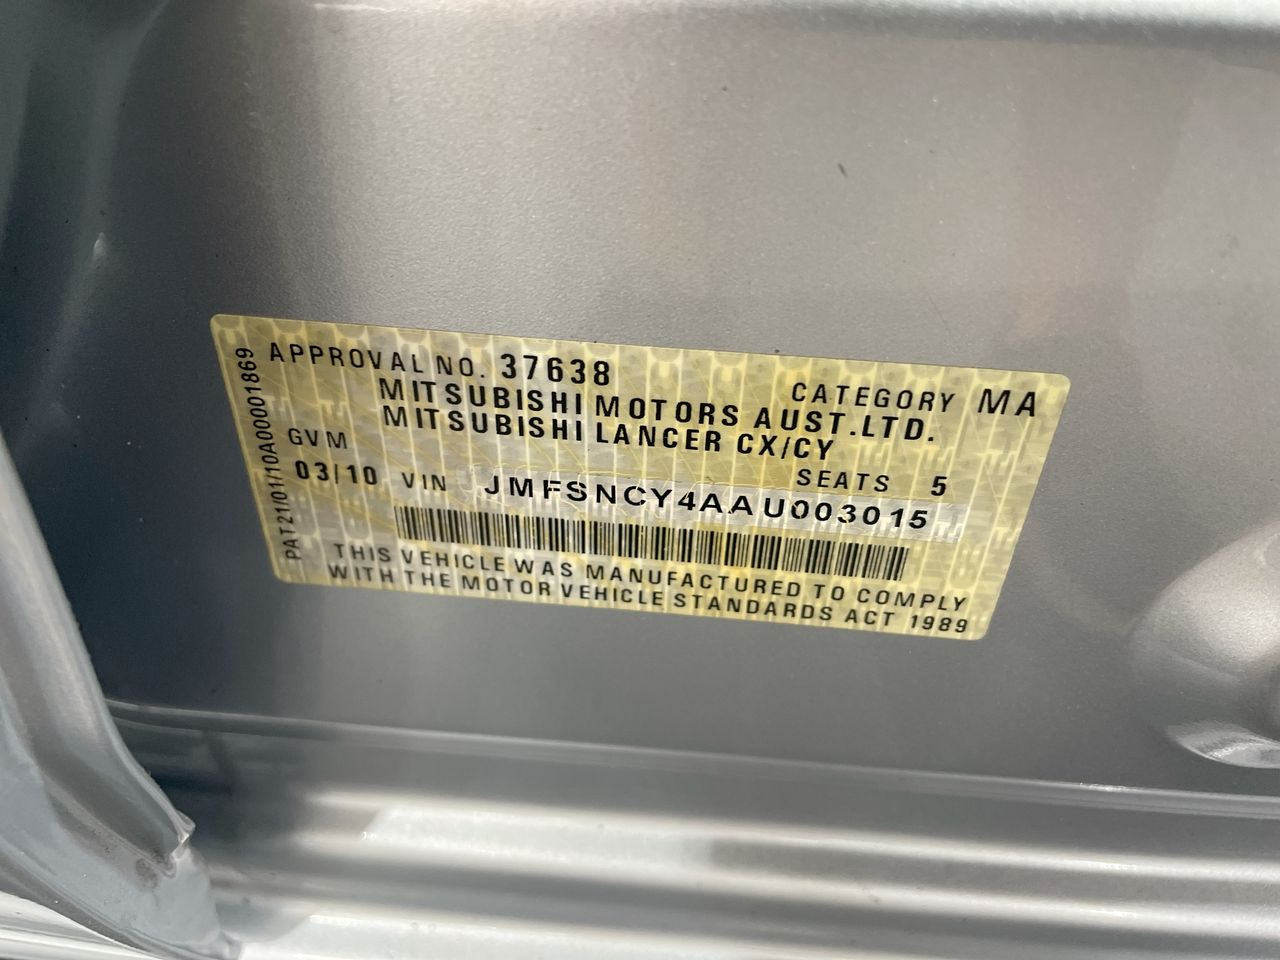 APPROVAL NO. 37638
CATEGORY MA
MITSUBISHI MOTORS AUST.LTD.
MITSUBISHI LANCER CX/CY
GVM
SEATS 5
03/10 VIN JMFSNCY4AAU003015
THIS VEHICLE WAS MANUFACTURED TO COMPLY
WITH THE MOTOR VEHICLE STANDARDS ACT 1989
PAT21/01/10A00001869